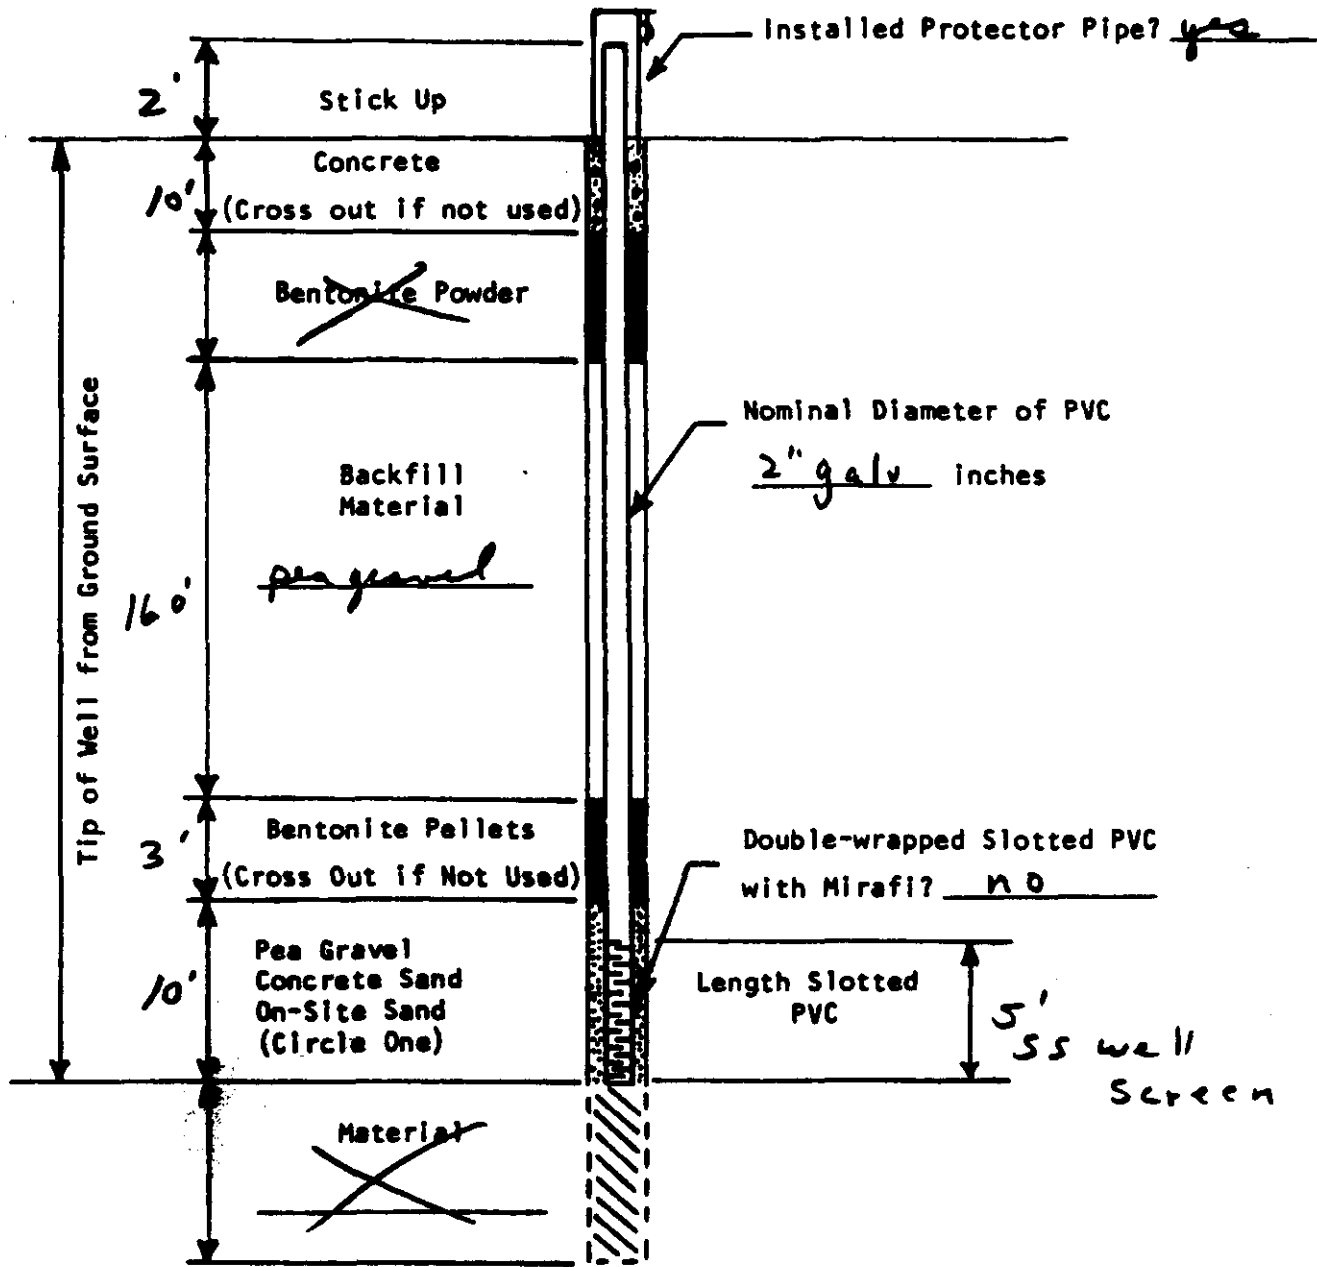 Installed Protector Pipe? yes
2'
Stick Up
Concrete
10'
(Cross out if not used)
Bentonite Powder
Tip of Well from Ground Surface
Nominal Diameter of PVC
2" galv inches
Backfill
Material
pea gravel
160'
Bentonite Pellets
3'
(Cross Out if Not Used)
Double-wrapped Slotted PVC
with Mirafi? no
Pea Gravel
Concrete Sand
On-Site Sand
(Circle One)
10'
Length Slotted
PVC
5'
SS well
Screen
Material